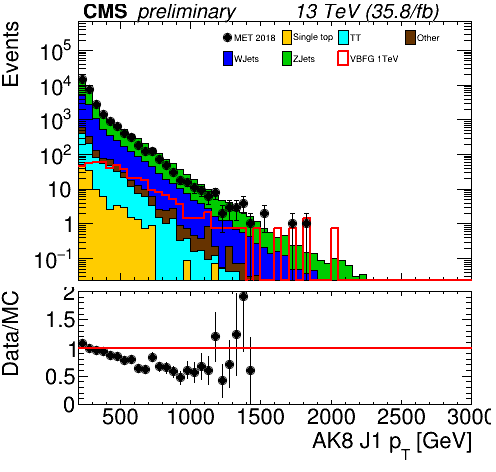 CMS preliminary 13 TeV (35.8/fb)
Events
MET 2018 Single top TT Other
WJets ZJets VBFG 1TeV
10^5
10^4
10^3
10^2
10
1
10^-1
Data/MC
2
1.5
1
0.5
0
500 1000 1500 2000 2500 3000
AK8 J1 p_T [GeV]